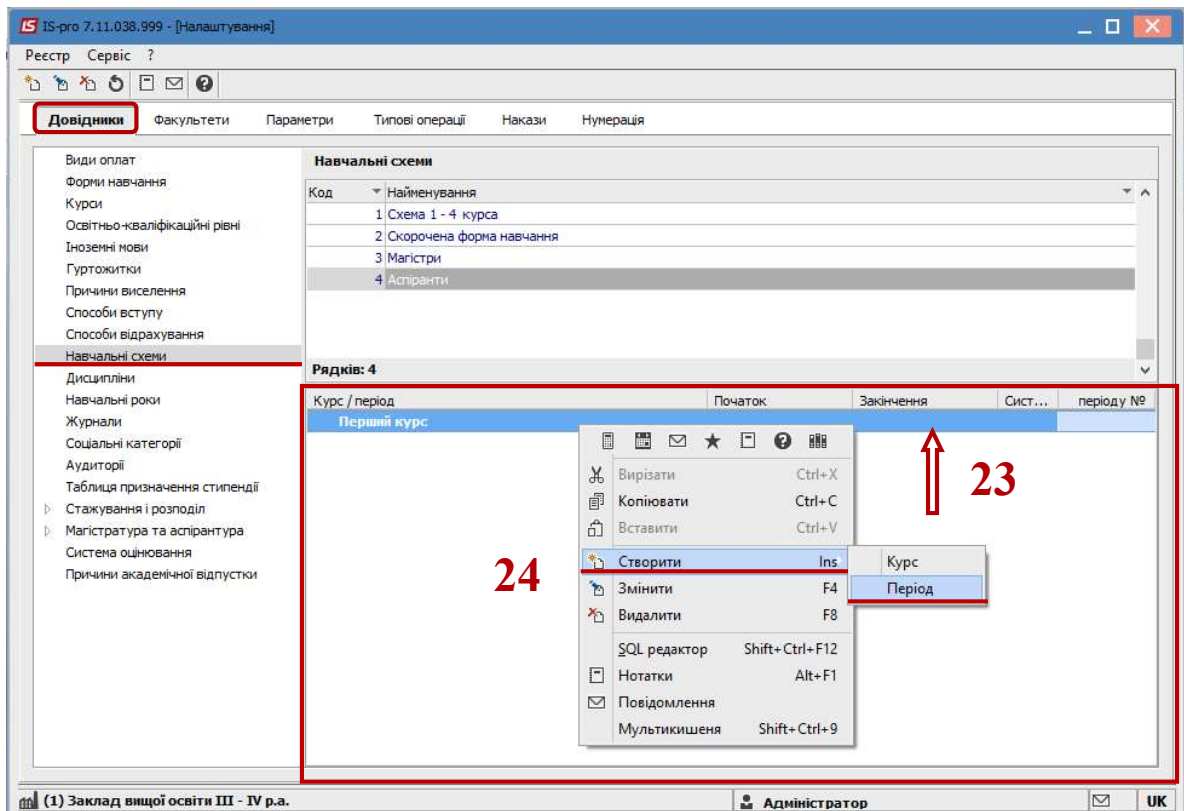 IS-pro 7.11.038.999 - [Налаштування]
Реєстр Сервіс ?
Довідники Факультети Параметри Типові операції Накази Нумерація
Види оплат
Форми навчання
Курси
Освітньо-кваліфікаційні рівні
Іноземні мови
Гуртожитки
Причини виселення
Способи вступу
Способи відрахування
Навчальні схеми
Дисципліни
Навчальні роки
Журнали
Соціальні категорії
Аудиторії
Таблиця призначення стипендії
Стажування і розподіл
Магістратура та аспірантура
Система оцінювання
Причини академічної відпустки
Навчальні схеми
Код Найменування
1 Схема 1 - 4 курса
2 Скорочена форма навчання
3 Магістри
4 Аспіранти
Рядків: 4
Курс / період Початок Закінчення Сист... періоду №
Перший курс
23
Вирізати Ctrl+X
Копіювати Ctrl+C
Вставити Ctrl+V
24
Створити Ins
Змінити F4
Видалити F8
SQL редактор Shift+Ctrl+F12
Нотатки Alt+F1
Повідомлення
Мультикишеня Shift+Ctrl+9
Курс
Період
(1) Заклад вищої освіти III - IV р.а. Адміністратор UK